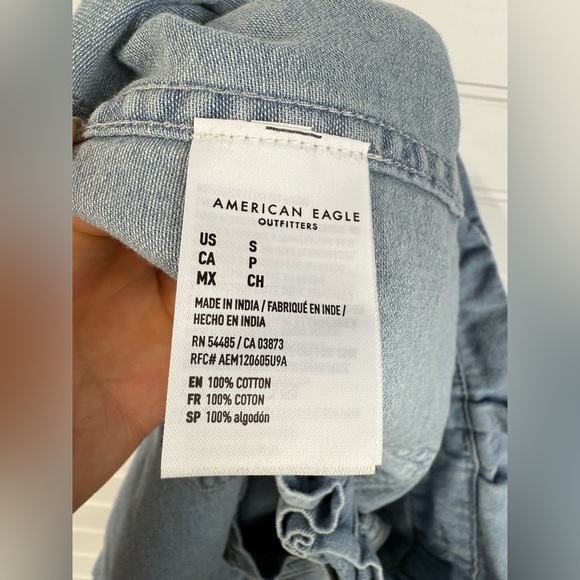 AMERICAN EAGLE
OUTFITTERS
US S
CA P
MX CH
MADE IN INDIA / FABRIQUÉ EN INDE /
HECHO EN INDIA
RN 54485 / CA 03873
RFC# AEM120605U9A
EN 100% COTTON
FR 100% COTON
SP 100% algodón